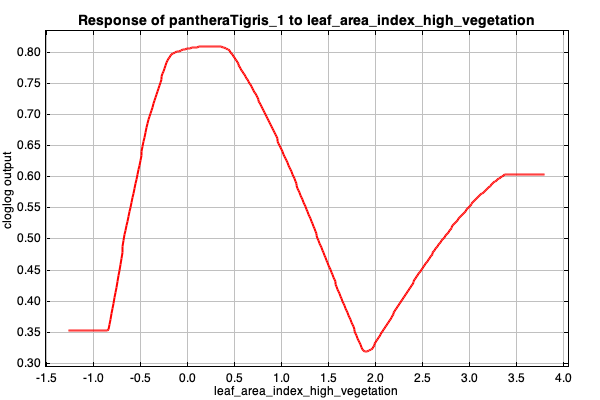 Response of pantheraTigris_1 to leaf_area_index_high_vegetation
0.80
0.75
0.70
0.65
0.60
0.55
0.50
0.45
0.40
0.35
0.30
cloglog output
-1.5 -1.0 -0.5 0.0 0.5 1.0 1.5 2.0 2.5 3.0 3.5 4.0
leaf_area_index_high_vegetation